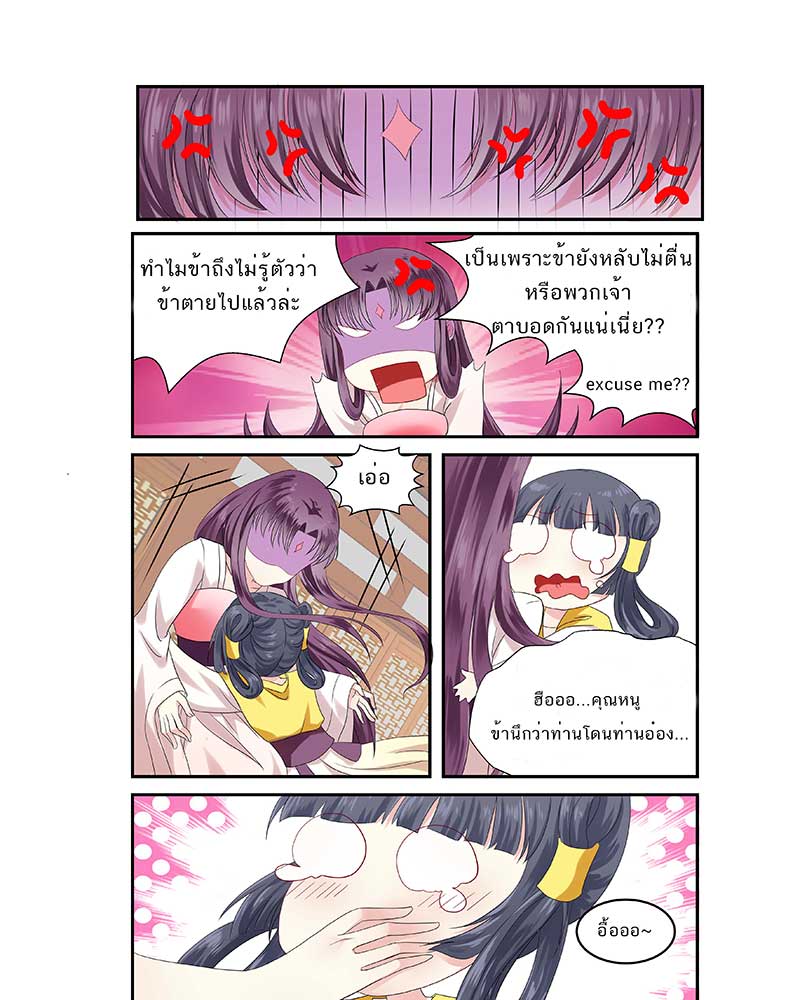 ทำไมข้าถึงไม่รู้ตัวว่า
ข้าตายไปแล้วล่ะ
เป็นเพราะข้ายังหลับไม่ตื่น
หรือพวกเจ้า
ตาบอดกันแน่เนี่ย??
excuse me??
เอ่อ
ฮืออออ...คุณหนู
ข้านึกว่าท่านโดนท่านอ๋อง...
อื้อออ~